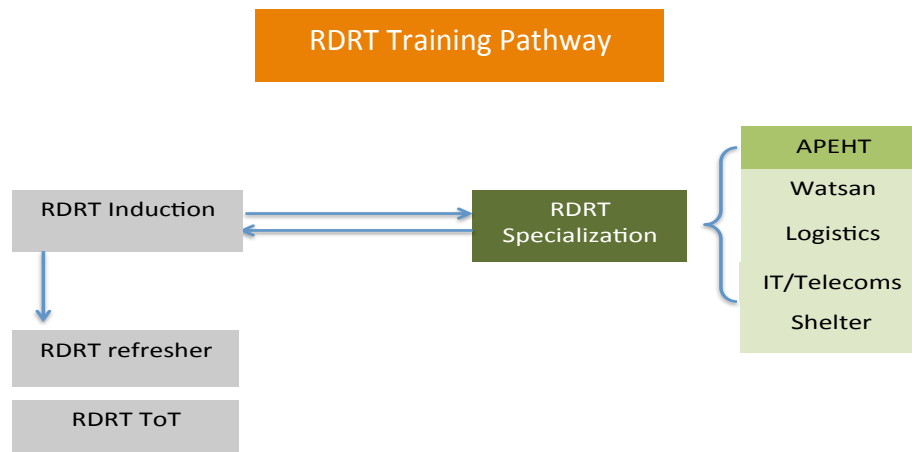 RDRT Training Pathway
APEHT
Watsan
Logistics
IT/Telecoms
Shelter
RDRT Induction
RDRT
Specialization
RDRT refresher
RDRT ToT